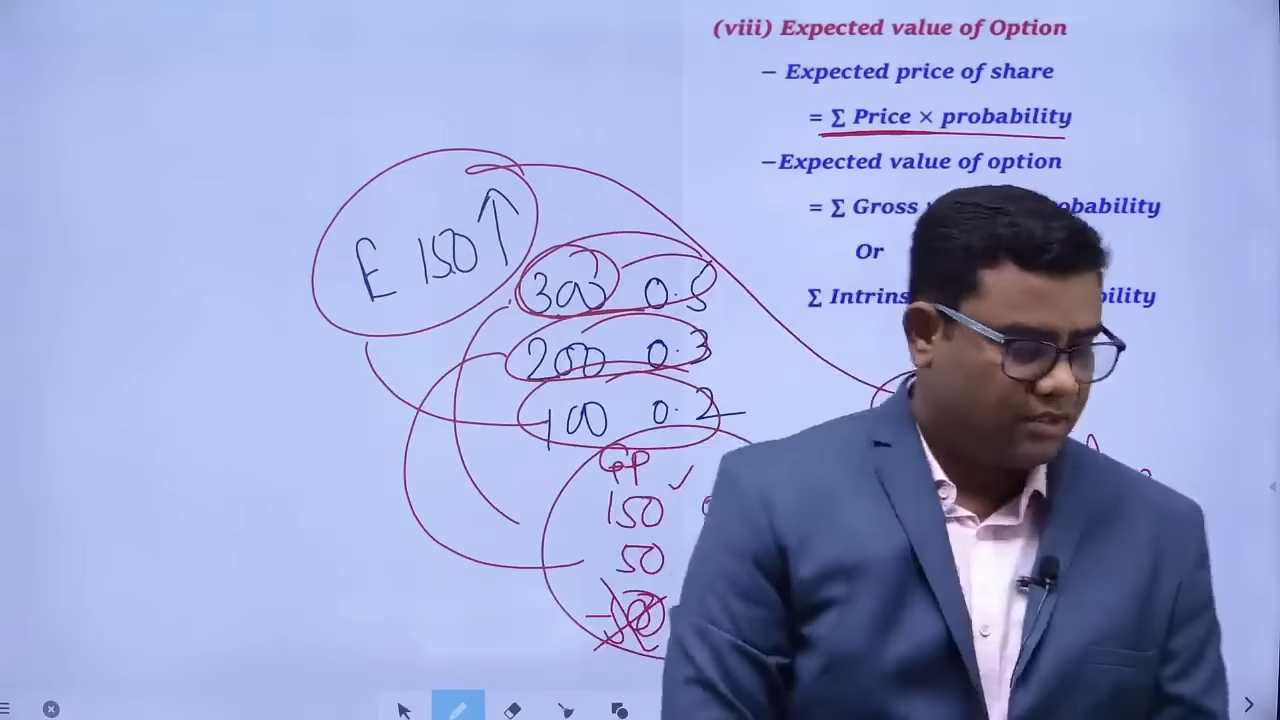 (viii) Expected value of Option
– Expected price of share
= ∑ Price × probability
–Expected value of option
= ∑ Gross
Or
∑
E 150 ↑
300 0.5
200 0.3
100 0.2
GP
150 ✓
50